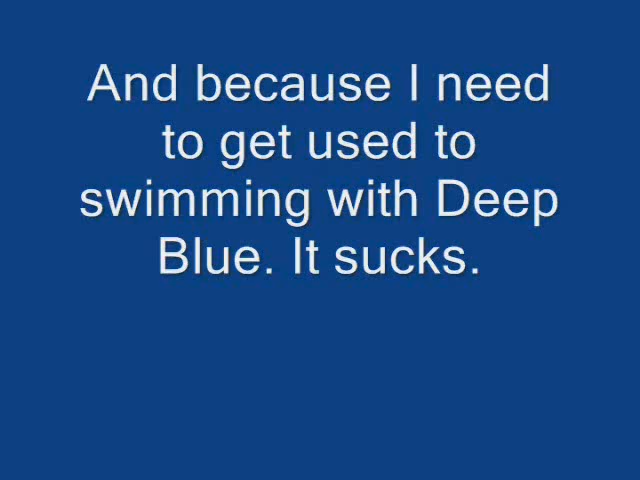 And because I need
to get used to
swimming with Deep
Blue. It sucks.